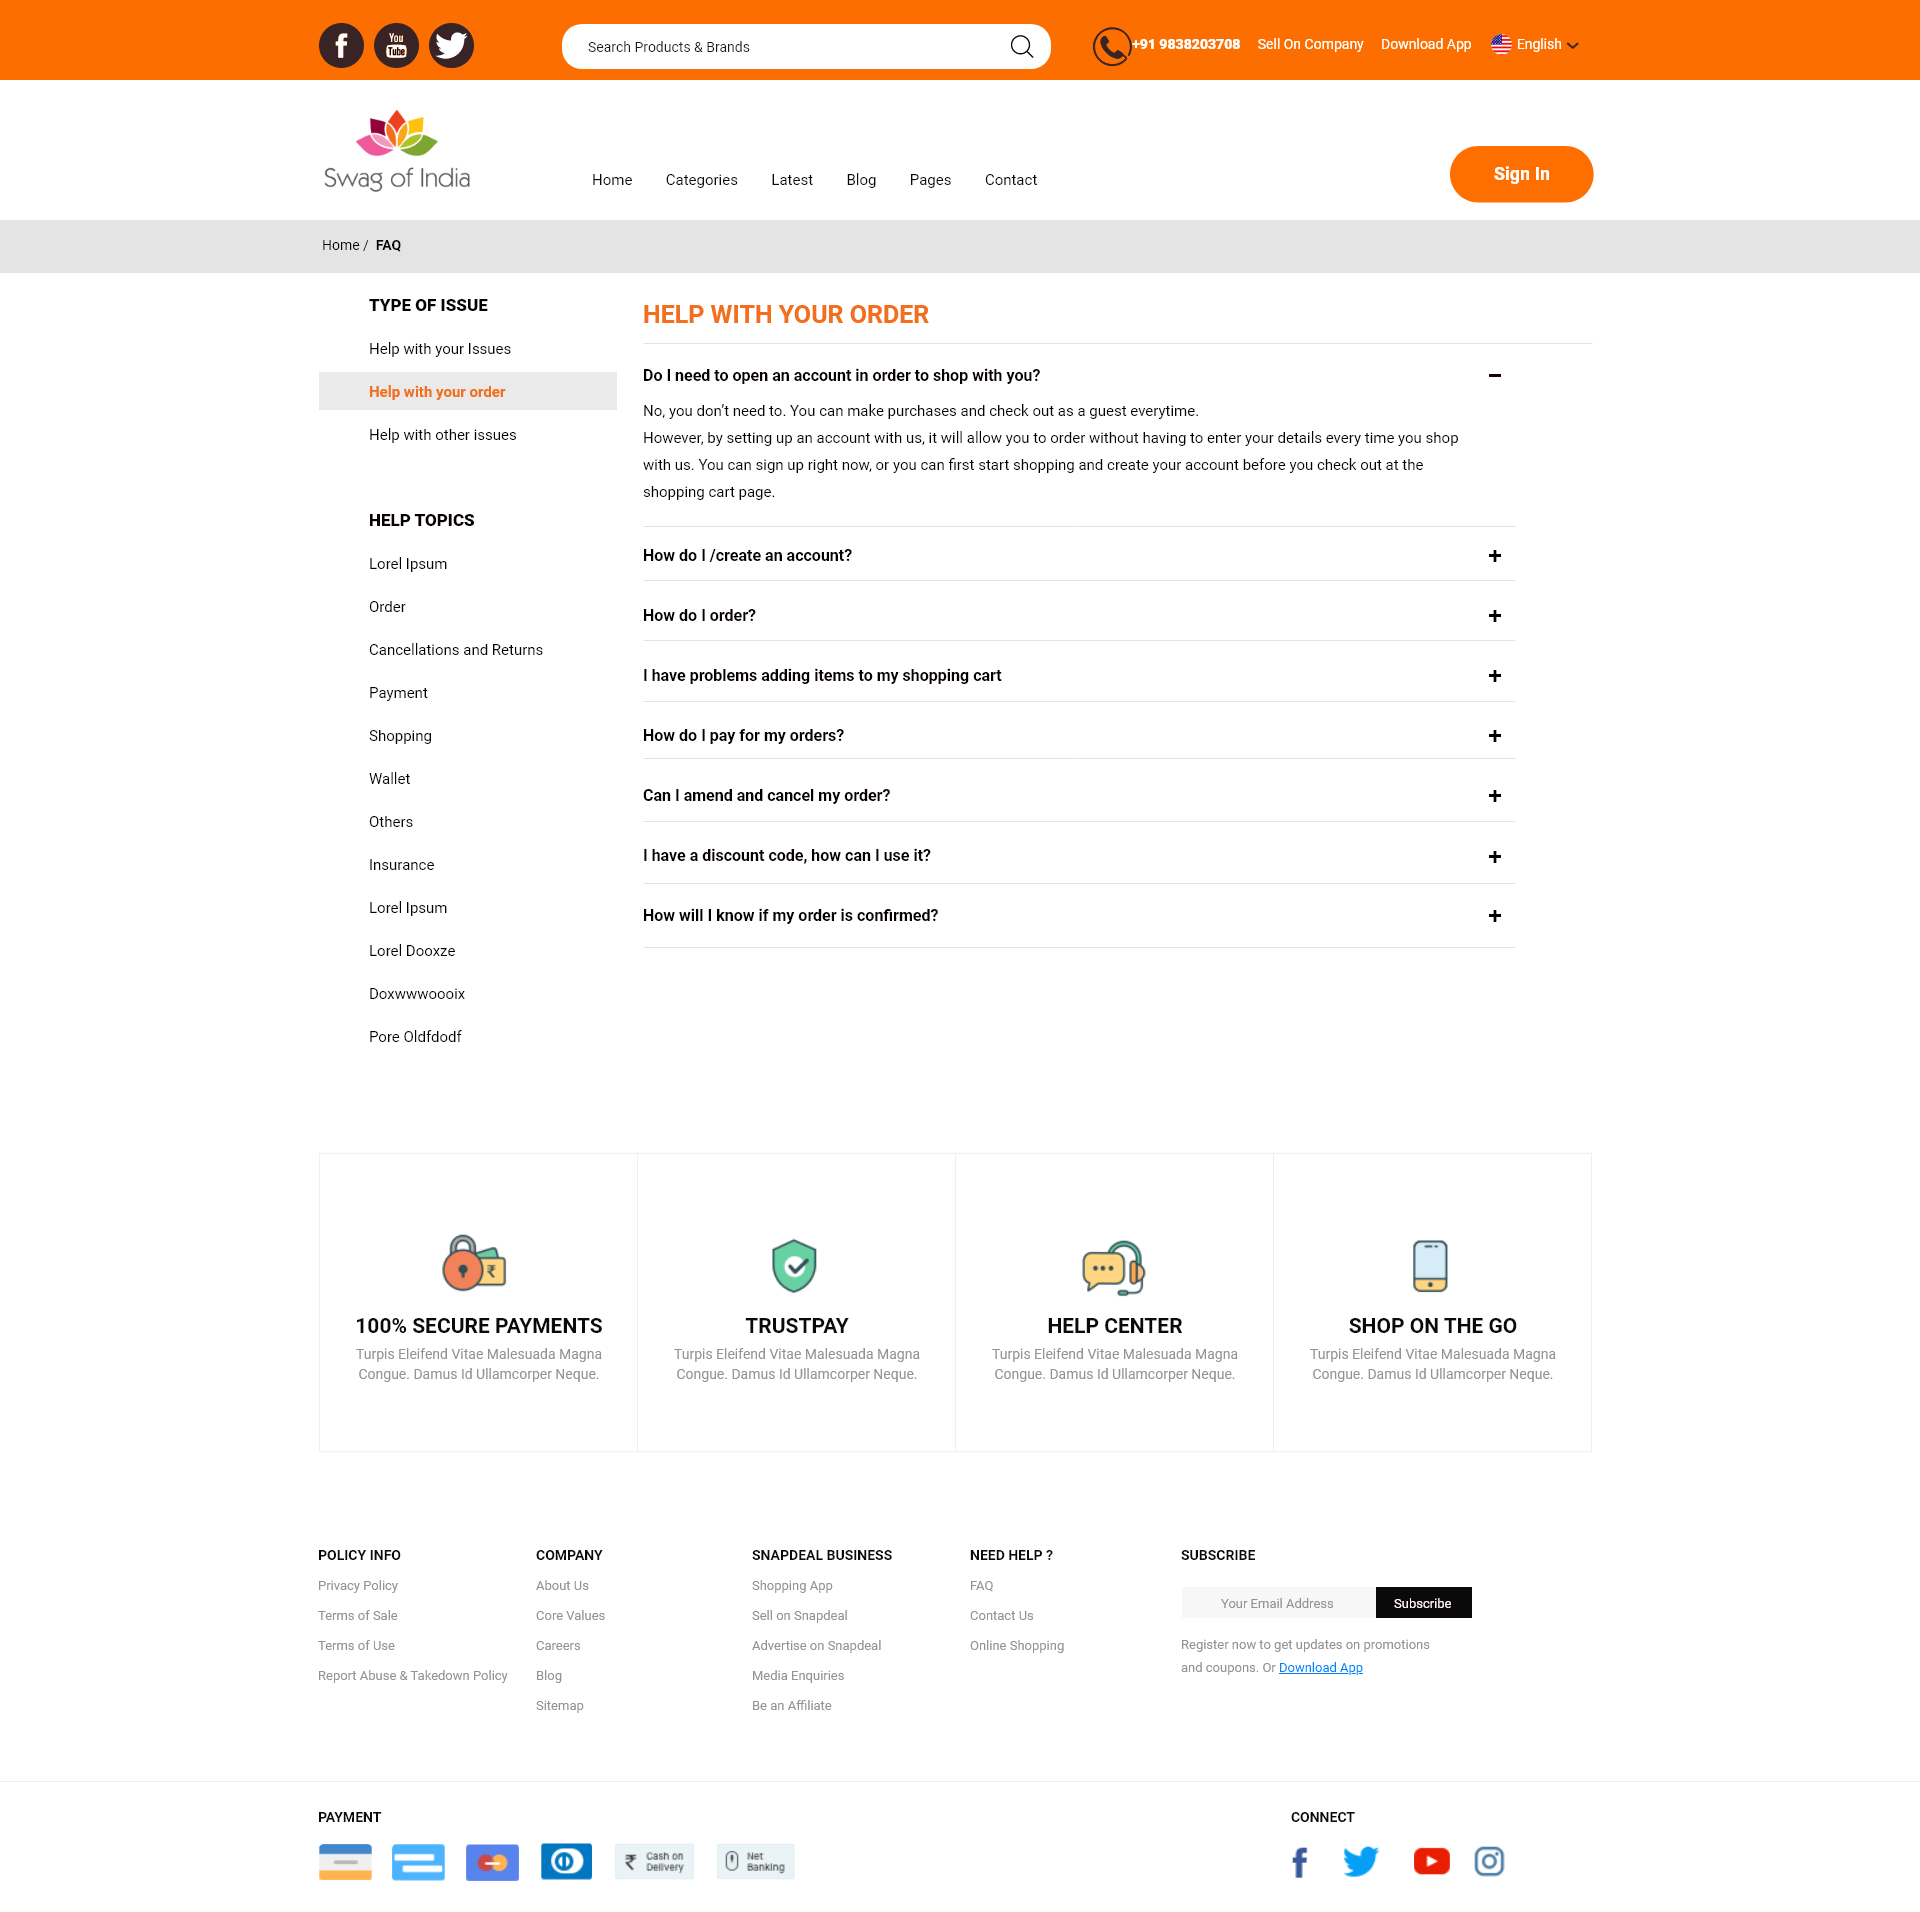 You
Tube
Search Products & Brands
+91 9838203708
Sell On Company
Download App
English
Swag of India
Home
Categories
Latest
Blog
Pages
Contact
Sign In
Home / FAQ
TYPE OF ISSUE
Help with your Issues
Help with your order
Help with other issues
HELP TOPICS
Lorel Ipsum
Order
Cancellations and Returns
Payment
Shopping
Wallet
Others
Insurance
Lorel Ipsum
Lorel Dooxze
Doxwwwoooix
Pore Oldfdodf
HELP WITH YOUR ORDER
Do I need to open an account in order to shop with you?
No, you don’t need to. You can make purchases and check out as a guest everytime.
However, by setting up an account with us, it will allow you to order without having to enter your details every time you shop
with us. You can sign up right now, or you can first start shopping and create your account before you check out at the
shopping cart page.
How do I /create an account?
How do I order?
I have problems adding items to my shopping cart
How do I pay for my orders?
Can I amend and cancel my order?
I have a discount code, how can I use it?
How will I know if my order is confirmed?
₹
100% SECURE PAYMENTS
Turpis Eleifend Vitae Malesuada Magna
Congue. Damus Id Ullamcorper Neque.
TRUSTPAY
Turpis Eleifend Vitae Malesuada Magna
Congue. Damus Id Ullamcorper Neque.
HELP CENTER
Turpis Eleifend Vitae Malesuada Magna
Congue. Damus Id Ullamcorper Neque.
SHOP ON THE GO
Turpis Eleifend Vitae Malesuada Magna
Congue. Damus Id Ullamcorper Neque.
POLICY INFO
Privacy Policy
Terms of Sale
Terms of Use
Report Abuse & Takedown Policy
COMPANY
About Us
Core Values
Careers
Blog
Sitemap
SNAPDEAL BUSINESS
Shopping App
Sell on Snapdeal
Advertise on Snapdeal
Media Enquiries
Be an Affiliate
NEED HELP ?
FAQ
Contact Us
Online Shopping
SUBSCRIBE
Your Email Address
Subscribe
Register now to get updates on promotions
and coupons. Or Download App
PAYMENT
₹ Cash on
Delivery
Net
Banking
CONNECT